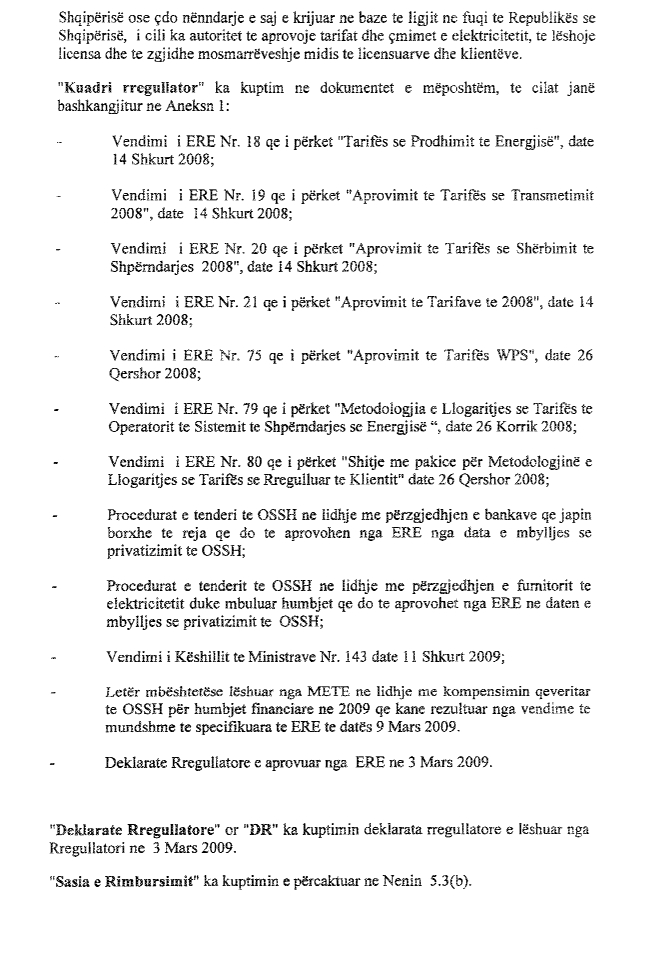 Shqipërisë ose çdo nënndarje e saj e krijuar ne baze te ligjit ne fuqi te Republikës se
Shqipërisë, i cili ka autoritet te aprovoje tarifat dhe çmimet e elektricitetit, te lëshoje
licensa dhe te zgjidhe mosmarrëveshje midis te licensuarve dhe klientëve.
"Kuadri rregullator" ka kuptim ne dokumentet e mëposhtëm, te cilat janë
bashkangjitur ne Aneksn 1:
- Vendimi i ERE Nr. 18 qe i përket "Tarifës se Prodhimit te Energjisë", date
14 Shkurt 2008;
- Vendimi i ERE Nr. 19 qe i përket "Aprovimit te Tarifës se Transmetimit
2008", date 14 Shkurt 2008;
- Vendimi i ERE Nr. 20 qe i përket "Aprovimit te Tarifës se Shërbimit te
Shpërndarjes 2008", date 14 Shkurt 2008;
- Vendimi i ERE Nr. 21 qe i përket "Aprovimit te Tarifave te 2008", date 14
Shkurt 2008;
- Vendimi i ERE Nr. 75 qe i përket "Aprovimit te Tarifës WPS", date 26
Qershor 2008;
- Vendimi i ERE Nr. 79 qe i përket "Metodologjia e Llogaritjes se Tarifës te
Operatorit te Sistemit te Shpërndarjes se Energjisë “, date 26 Korrik 2008;
- Vendimi i ERE Nr. 80 qe i përket "Shitje me pakice për Metodologjinë e
Llogaritjes se Tarifës se Rregulluar te Klientit" date 26 Qershor 2008;
- Procedurat e tenderi te OSSH ne lidhje me përzgjedhjen e bankave qe japin
borxhe te reja qe do te aprovohen nga ERE nga data e mbylljes se
privatizimit te OSSH;
- Procedurat e tenderit te OSSH ne lidhje me përzgjedhjen e furnitorit te
elektricitetit duke mbuluar humbjet qe do te aprovohet nga ERE ne daten e
mbylljes se privatizimit te OSSH;
- Vendimi i Këshillit te Ministrave Nr. 143 date 11 Shkurt 2009;
- Letër mbështetëse lëshuar nga METE ne lidhje me kompensimin qeveritar
te OSSH për humbjet financiare ne 2009 qe kane rezultuar nga vendime te
mundshme te specifikuara te ERE te datës 9 Mars 2009.
- Deklarate Rregullatore e aprovuar nga ERE ne 3 Mars 2009.
"Deklarate Rregullatore" or "DR" ka kuptimin deklarata rregullatore e lëshuar nga
Rregullatori ne 3 Mars 2009.
"Sasia e Rimbursimit" ka kuptimin e përcaktuar ne Nenin 5.3(b).